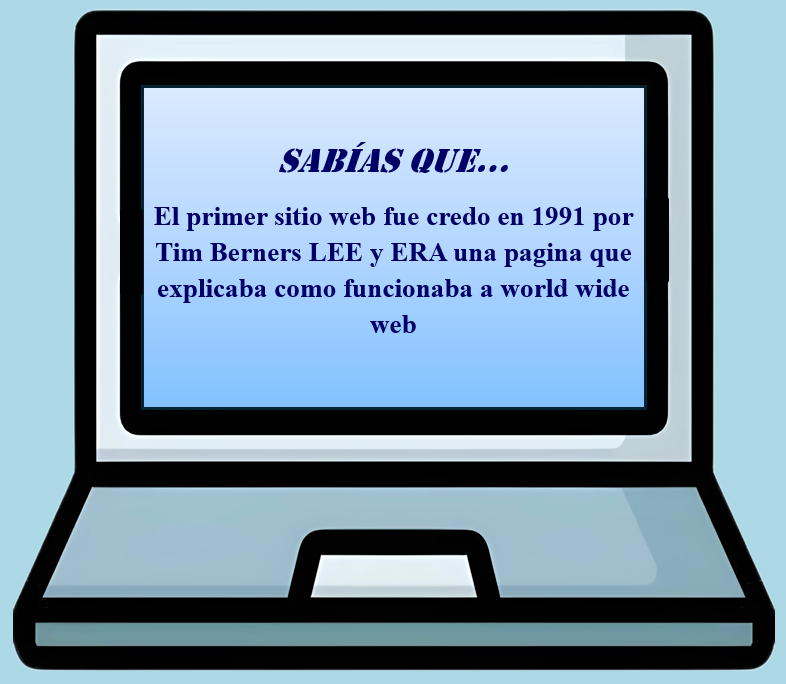 SABÍAS QUE...
El primer sitio web fue credo en 1991 por
Tim Berners LEE y ERA una pagina que
explicaba como funcionaba a world wide
web